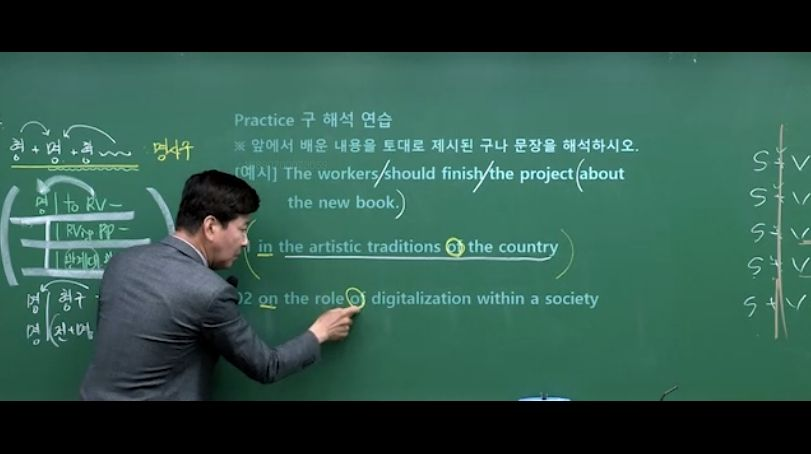 Practice 구 해석 연습
※ 앞에서 배운 내용을 토대로 제시된 구나 문장을 해석하시오.
[예시] The workers/should finish/the project(about
the new book.)
in the artistic traditions of the country
02 on the role of digitalization within a society
형+명+형 명사구
명 to RV
RVing PP
관계대
명 형구
명 전+명
S+V
S+V
S+V
S+V
S+V